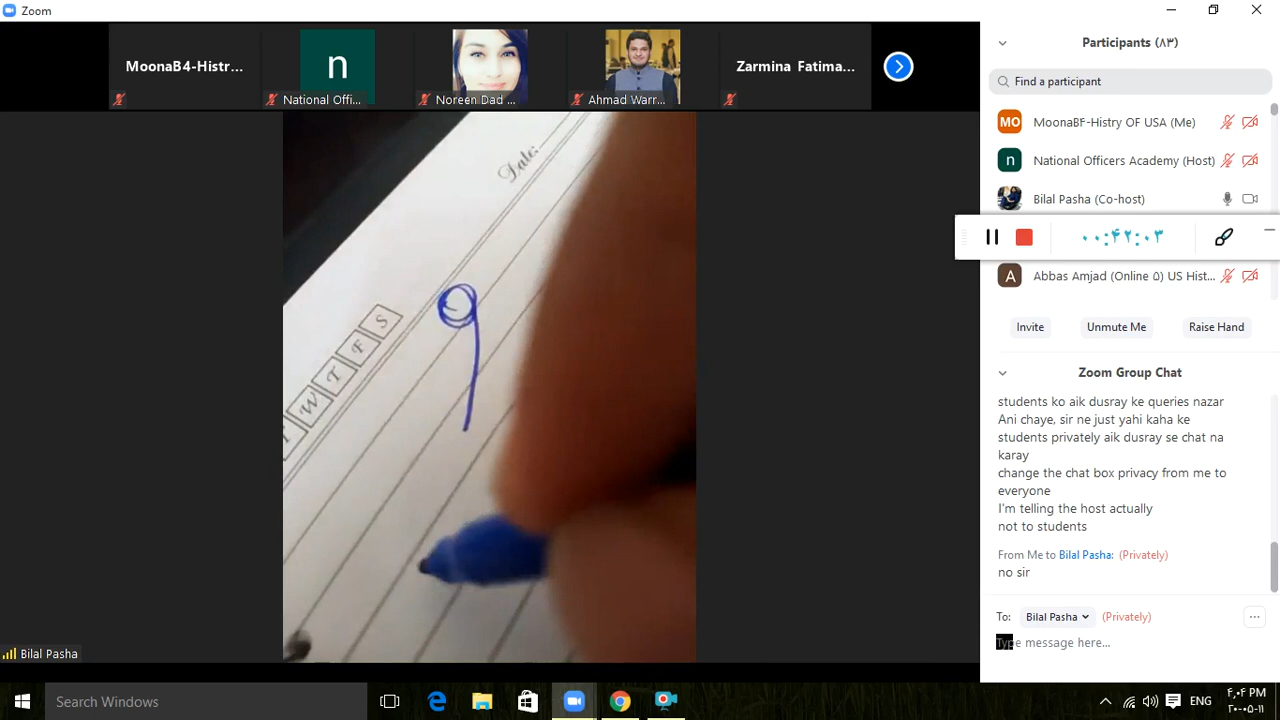 Zoom
MoonaB4-Histr...
n
National Offi...
Noreen Dad ...
Ahmad Warr...
Zarmina Fatima...
Bilal Pasha
Date:
W T F S
9
Participants (۸۳)
Find a participant
MO MoonaB۴-Histry OF USA (Me)
n National Officers Academy (Host)
Bilal Pasha (Co-host)
۰۰:۴۲:۰۳
A Abbas Amjad (Online ۵) US Hist...
Invite Unmute Me Raise Hand
Zoom Group Chat
students ko aik dusray ke queries nazar
Ani chaye, sir ne just yahi kaha ke
students privately aik dusray se chat na
karay
change the chat box privacy from me to
everyone
I'm telling the host actually
not to students
From Me to Bilal Pasha: (Privately)
no sir
To: Bilal Pasha (Privately)
Type message here...
Search Windows
ENG
۴:۰۴ PM
۲۰۲۰-۰۵-۱۱